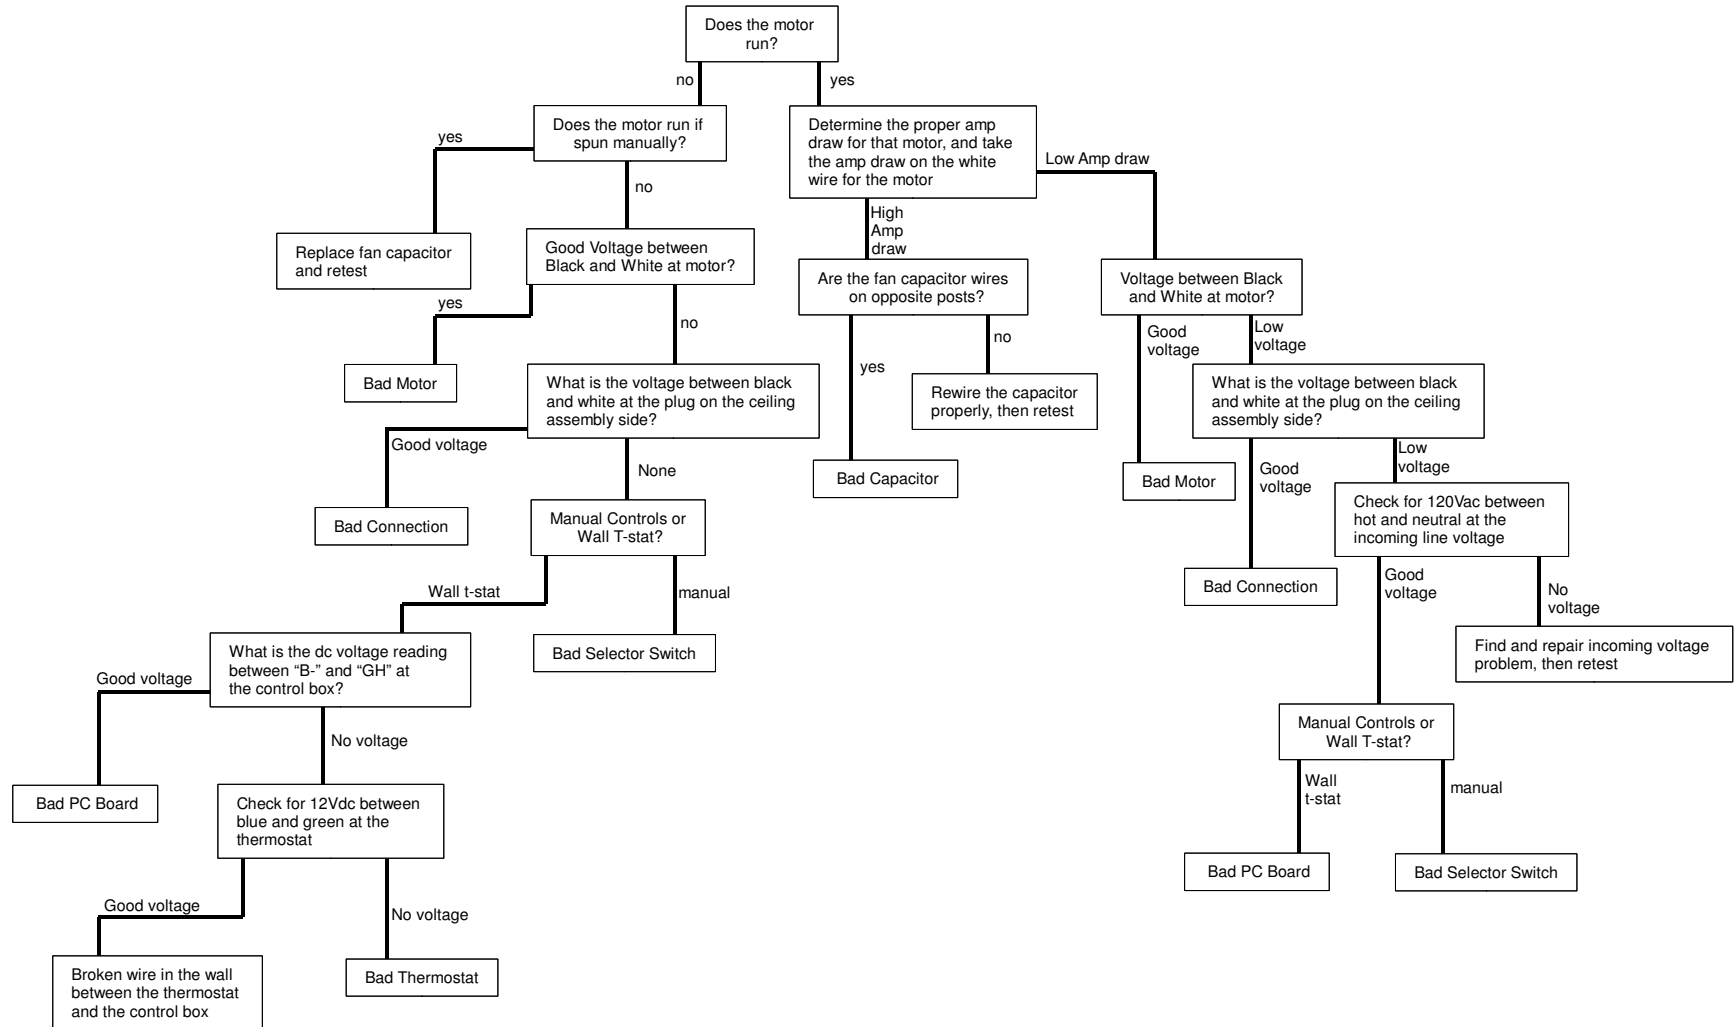 Does the motor
run?
no
yes
Does the motor run if
spun manually?
yes
no
Determine the proper amp
draw for that motor, and take
the amp draw on the white
wire for the motor
Low Amp draw
High
Amp
draw
Replace fan capacitor
and retest
Good Voltage between
Black and White at motor?
yes
no
Are the fan capacitor wires
on opposite posts?
yes
no
Voltage between Black
and White at motor?
Good
voltage
Low
voltage
Bad Motor
What is the voltage between black
and white at the plug on the ceiling
assembly side?
Good voltage
None
Rewire the capacitor
properly, then retest
What is the voltage between black
and white at the plug on the ceiling
assembly side?
Good
voltage
Low
voltage
Bad Capacitor
Bad Motor
Bad Connection
Manual Controls or
Wall T-stat?
Wall t-stat
manual
Check for 120Vac between
hot and neutral at the
incoming line voltage
Good
voltage
No
voltage
Bad Connection
What is the dc voltage reading
between “B-” and “GH” at
the control box?
Good voltage
No voltage
Bad Selector Switch
Find and repair incoming voltage
problem, then retest
Manual Controls or
Wall T-stat?
Wall
t-stat
manual
Bad PC Board
Check for 12Vdc between
blue and green at the
thermostat
Good voltage
No voltage
Bad PC Board
Bad Selector Switch
Broken wire in the wall
between the thermostat
and the control box
Bad Thermostat